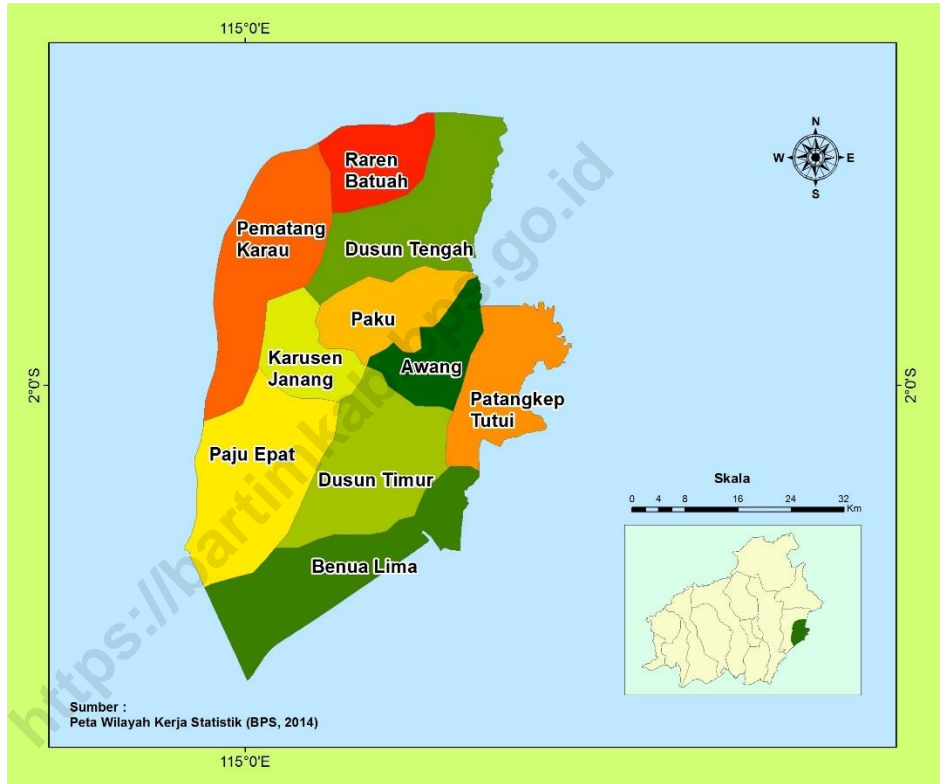 115°0'E
N
W
E
S
Raren
Batuah
Pematang
Karau
Dusun Tengah
Paku
Karusen
Janang
Awang
2°0'S
2°0'S
Patangkep
Tutui
Paju Epat
Dusun Timur
Skala
0 4 8 16 24 32
Km
Benua Lima
https://bartimkab.bps.go.id
Sumber :
Peta Wilayah Kerja Statistik (BPS, 2014)
115°0'E